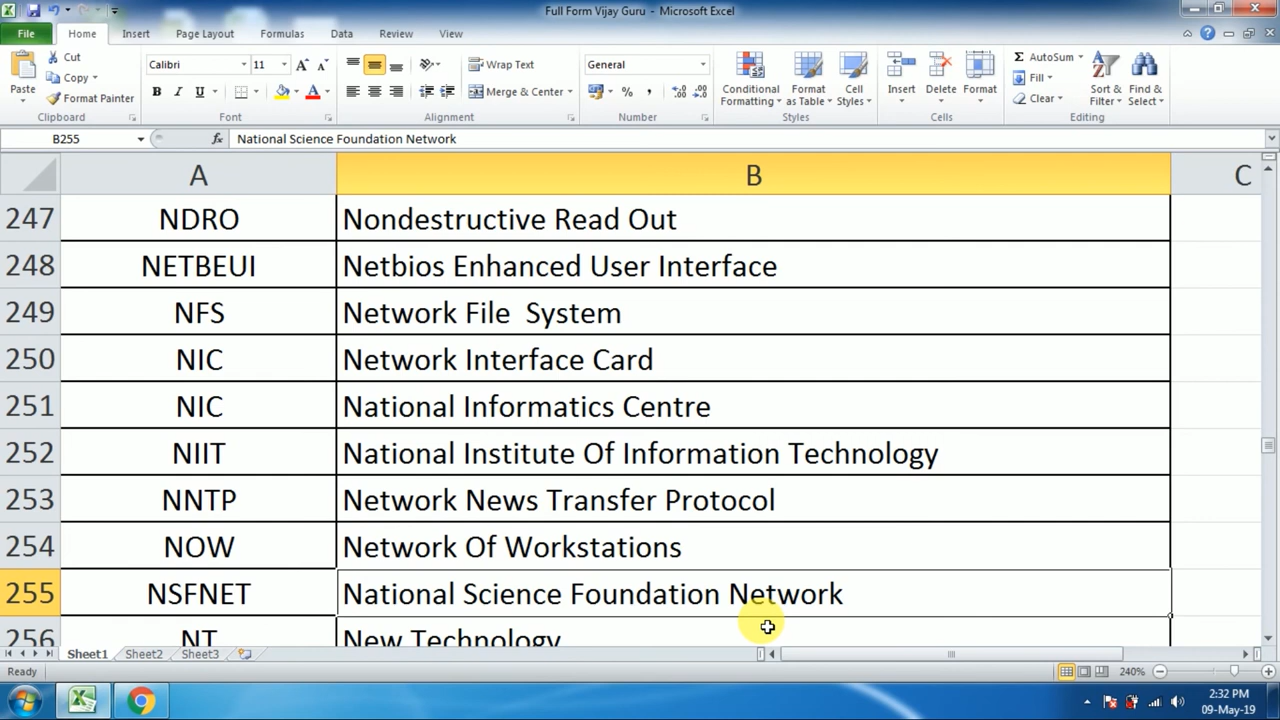 Full Form Vijay Guru - Microsoft Excel
File Home Insert Page Layout Formulas Data Review View
Paste
Cut
Copy
Format Painter
Clipboard
Calibri 11
B I U A A A
Font
Wrap Text
Merge & Center
Alignment
General
% ,
Number
Conditional Formatting
Format as Table
Cell Styles
Styles
Insert Delete Format
Cells
Σ AutoSum
Fill
Clear
Sort & Filter
Find & Select
Editing
B255 fx National Science Foundation Network
A B C
247 NDRO Nondestructive Read Out
248 NETBEUI Netbios Enhanced User Interface
249 NFS Network File  System
250 NIC Network Interface Card
251 NIC National Informatics Centre
252 NIIT National Institute Of Information Technology
253 NNTP Network News Transfer Protocol
254 NOW Network Of Workstations
255 NSFNET National Science Foundation Network
256 NT New Technology
Sheet1 Sheet2 Sheet3
Ready 240%
2:32 PM
09-May-19